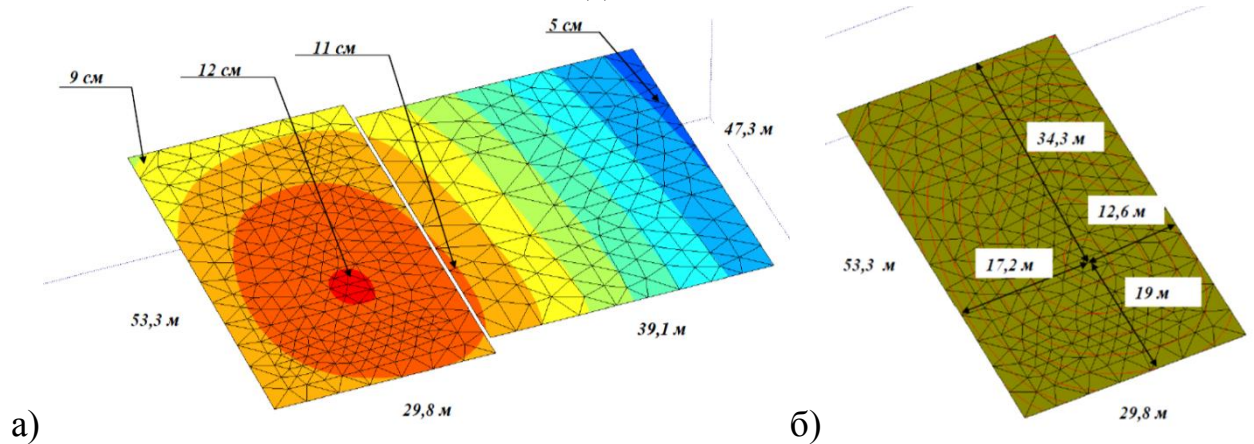 9 см
12 см
11 см
5 см
47,3 м
53,3 м
39,1 м
29,8 м
а)
34,3 м
12,6 м
17,2 м
53,3 м
19 м
29,8 м
б)